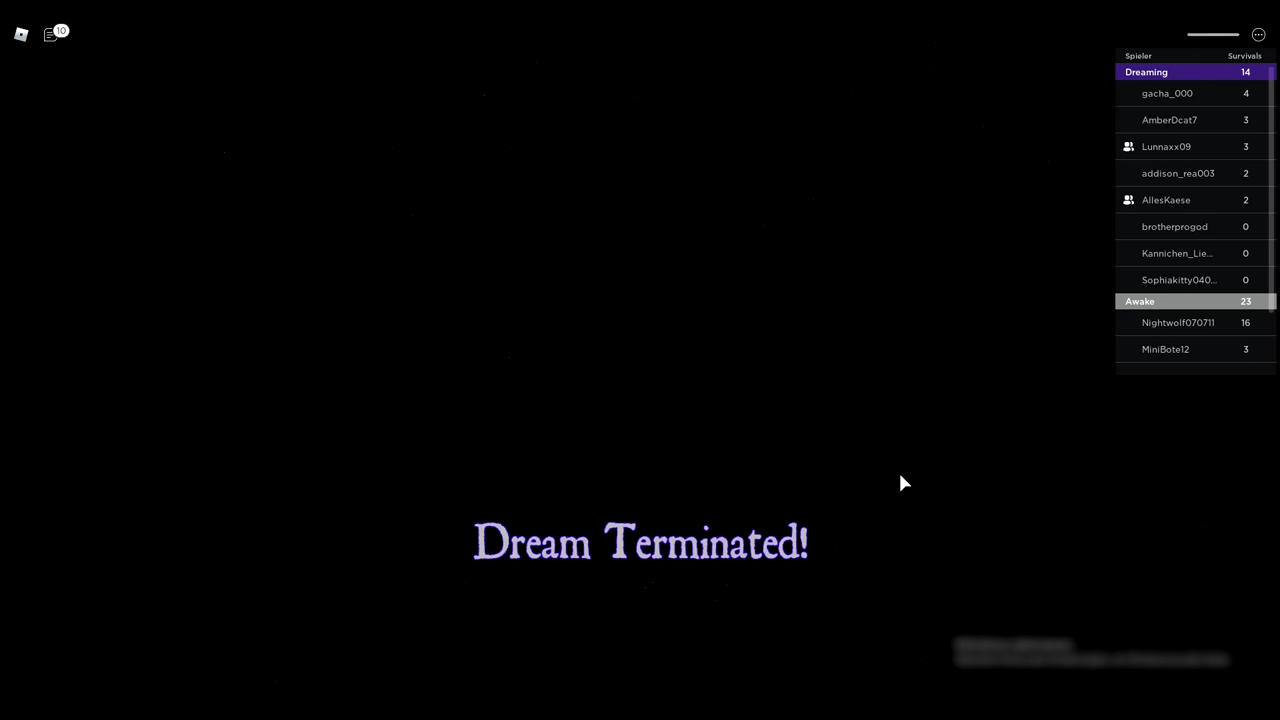 10
Spieler Survivals
Dreaming 14
gacha_000 4
AmberDcat7 3
Lunnaxx09 3
addison_rea003 2
AllesKaese 2
brotherprogod 0
Kannichen_Lie... 0
Sophiakitty040... 0
Awake 23
Nightwolf070711 16
MiniBote12 3
Dream Terminated!